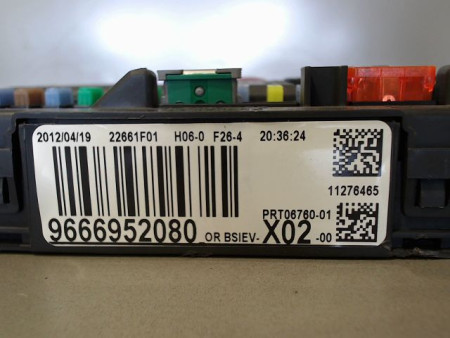 2012/04/19 22661F01 H06-0 F26-4 20:36:24
11276465
PRT06760-01
9666952080 OR BSIEV- X02 -00